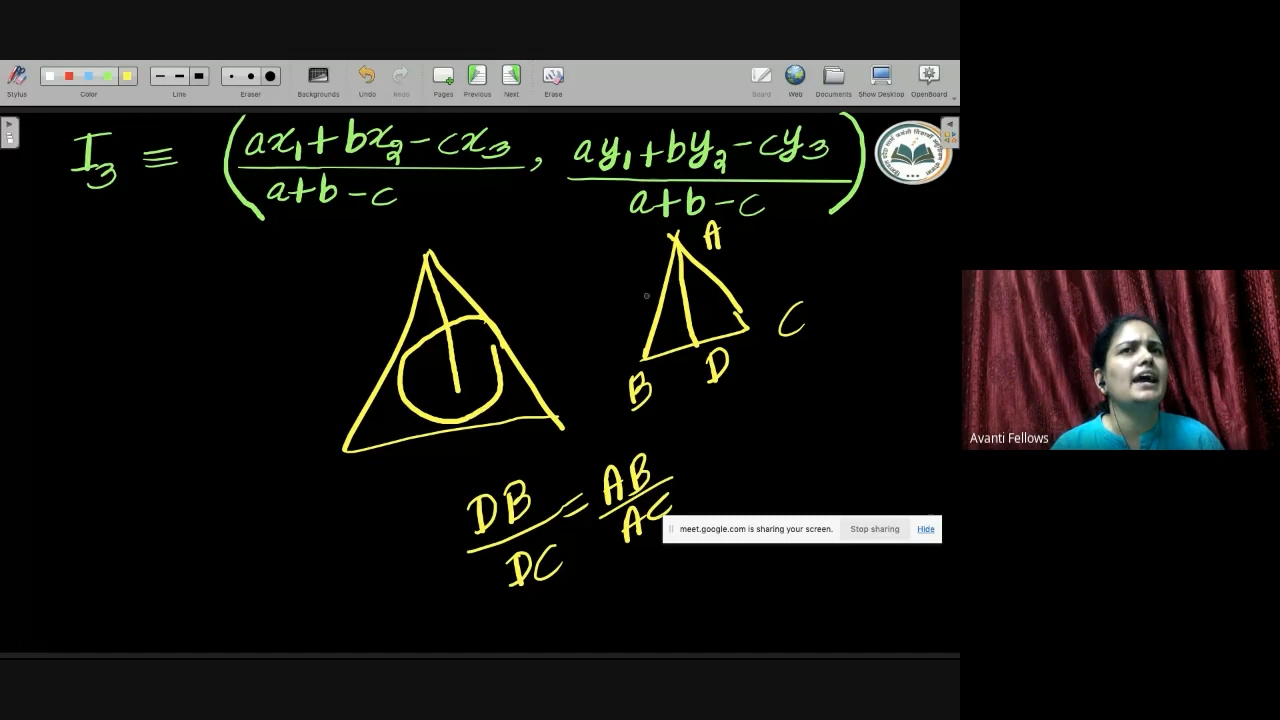 Stylus Color Line Eraser Backgrounds Undo Redo Pages Previous Next Erase Board Web Documents Show Desktop OpenBoard
I₃ ≡ (ax₁+bx₂-cx₃ / a+b-c , ay₁+by₂-cy₃ / a+b-c)
A
C
D
B
DB/DC = AB/AC
meet.google.com is sharing your screen. Stop sharing Hide
Avanti Fellows